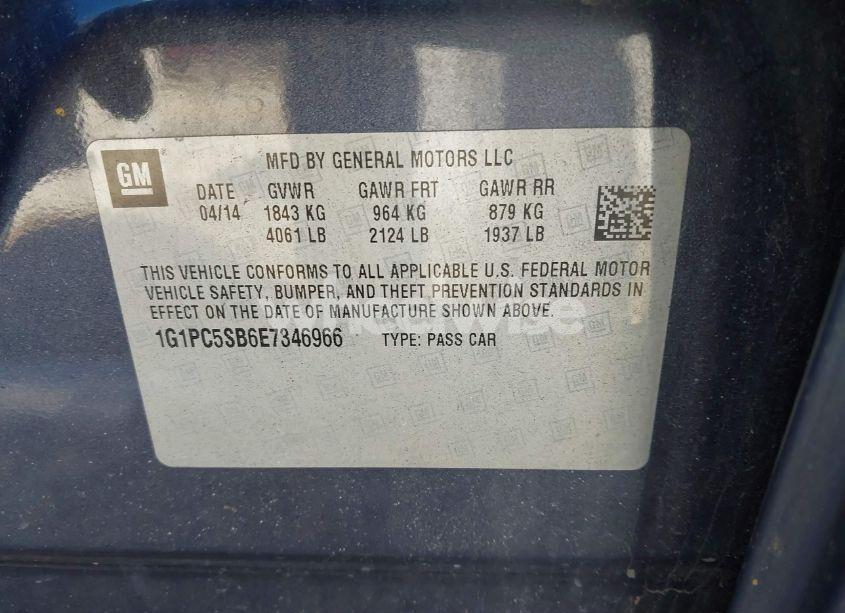 GM
MFD BY GENERAL MOTORS LLC
DATE GVWR GAWR FRT GAWR RR
04/14 1843 KG 964 KG 879 KG
4061 LB 2124 LB 1937 LB
THIS VEHICLE CONFORMS TO ALL APPLICABLE U.S. FEDERAL MOTOR
VEHICLE SAFETY, BUMPER, AND THEFT PREVENTION STANDARDS IN
EFFECT ON THE DATE OF MANUFACTURE SHOWN ABOVE.
1G1PC5SB6E7346966 TYPE: PASS CAR